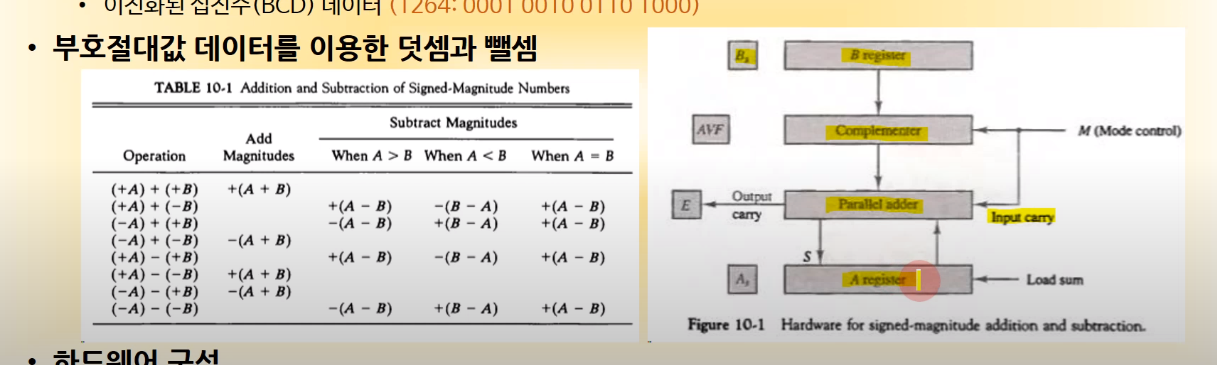 • 이진화된 십진수(BCD) 데이터 (1264: 0001 0010 0110 1000)
• 부호절대값 데이터를 이용한 덧셈과 뺄셈
TABLE 10-1 Addition and Subtraction of Signed-Magnitude Numbers
Subtract Magnitudes
Add
Operation Magnitudes When A > B When A < B When A = B
(+A) + (+B) +(A + B)
(+A) + (−B) +(A − B) −(B − A) +(A − B)
(−A) + (+B) −(A − B) +(B − A) +(A − B)
(−A) + (−B) −(A + B)
(+A) − (+B) +(A − B) −(B − A) +(A − B)
(+A) − (−B) +(A + B)
(−A) − (+B) −(A + B)
(−A) − (−B) −(A − B) +(B − A) +(A − B)
Bs B register
AVF Complementer M (Mode control)
E Output carry Parallel adder Input carry
S
As A register Load sum
Figure 10-1 Hardware for signed-magnitude addition and subtraction.
• 하드웨어 구성